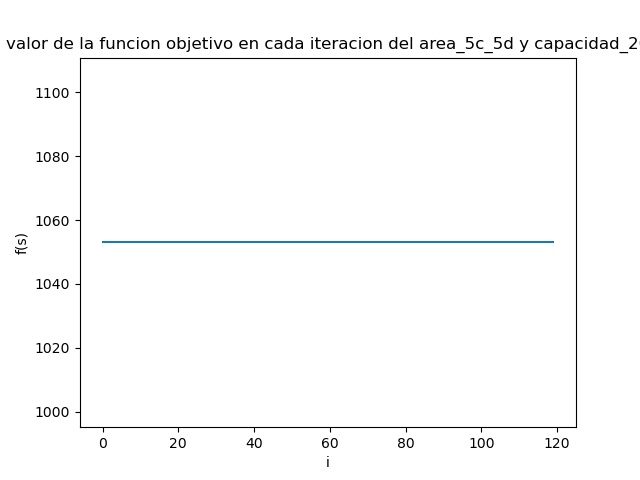 valor de la funcion objetivo en cada iteracion del area_5c_5d y capacidad_2
1100
1080
1060
f(s)
1040
1020
1000
0 20 40 60 80 100 120
i